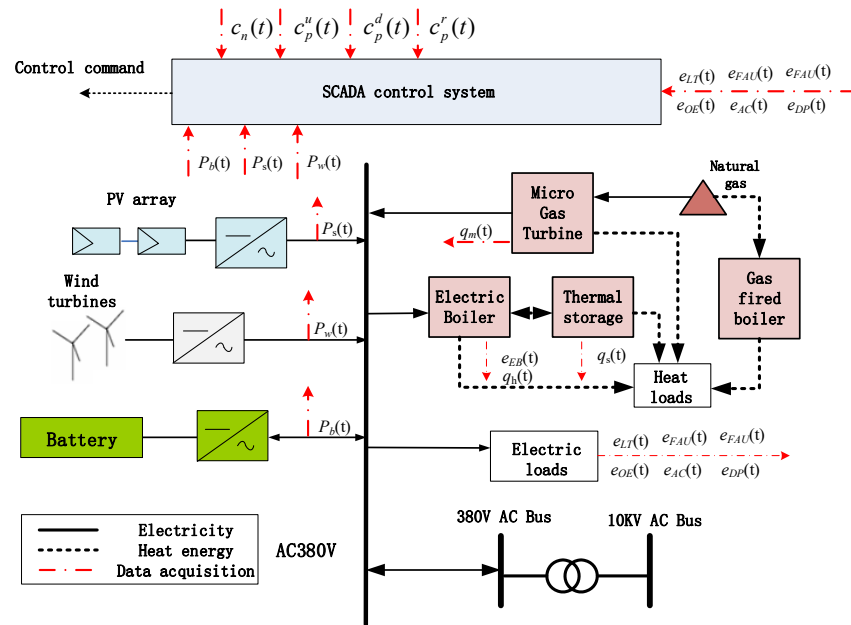 c_n(t) c_p^u(t) c_p^d(t) c_p^r(t)
Control command
SCADA control system
e_LT(t) e_FAU(t) e_FAU(t)
e_OE(t) e_AC(t) e_DP(t)
P_b(t) P_s(t) P_w(t)
PV array
P_s(t)
Wind
turbines
P_w(t)
Battery
P_b(t)
Micro
Gas
Turbine
q_m(t)
Natural
gas
Electric
Boiler
Thermal
storage
Gas
fired
boiler
e_EB(t)
q_h(t)
q_s(t)
Heat
loads
Electric
loads
e_LT(t) e_FAU(t) e_FAU(t)
e_OE(t) e_AC(t) e_DP(t)
Electricity
Heat energy
Data acquisition
AC380V
380V AC Bus
10KV AC Bus